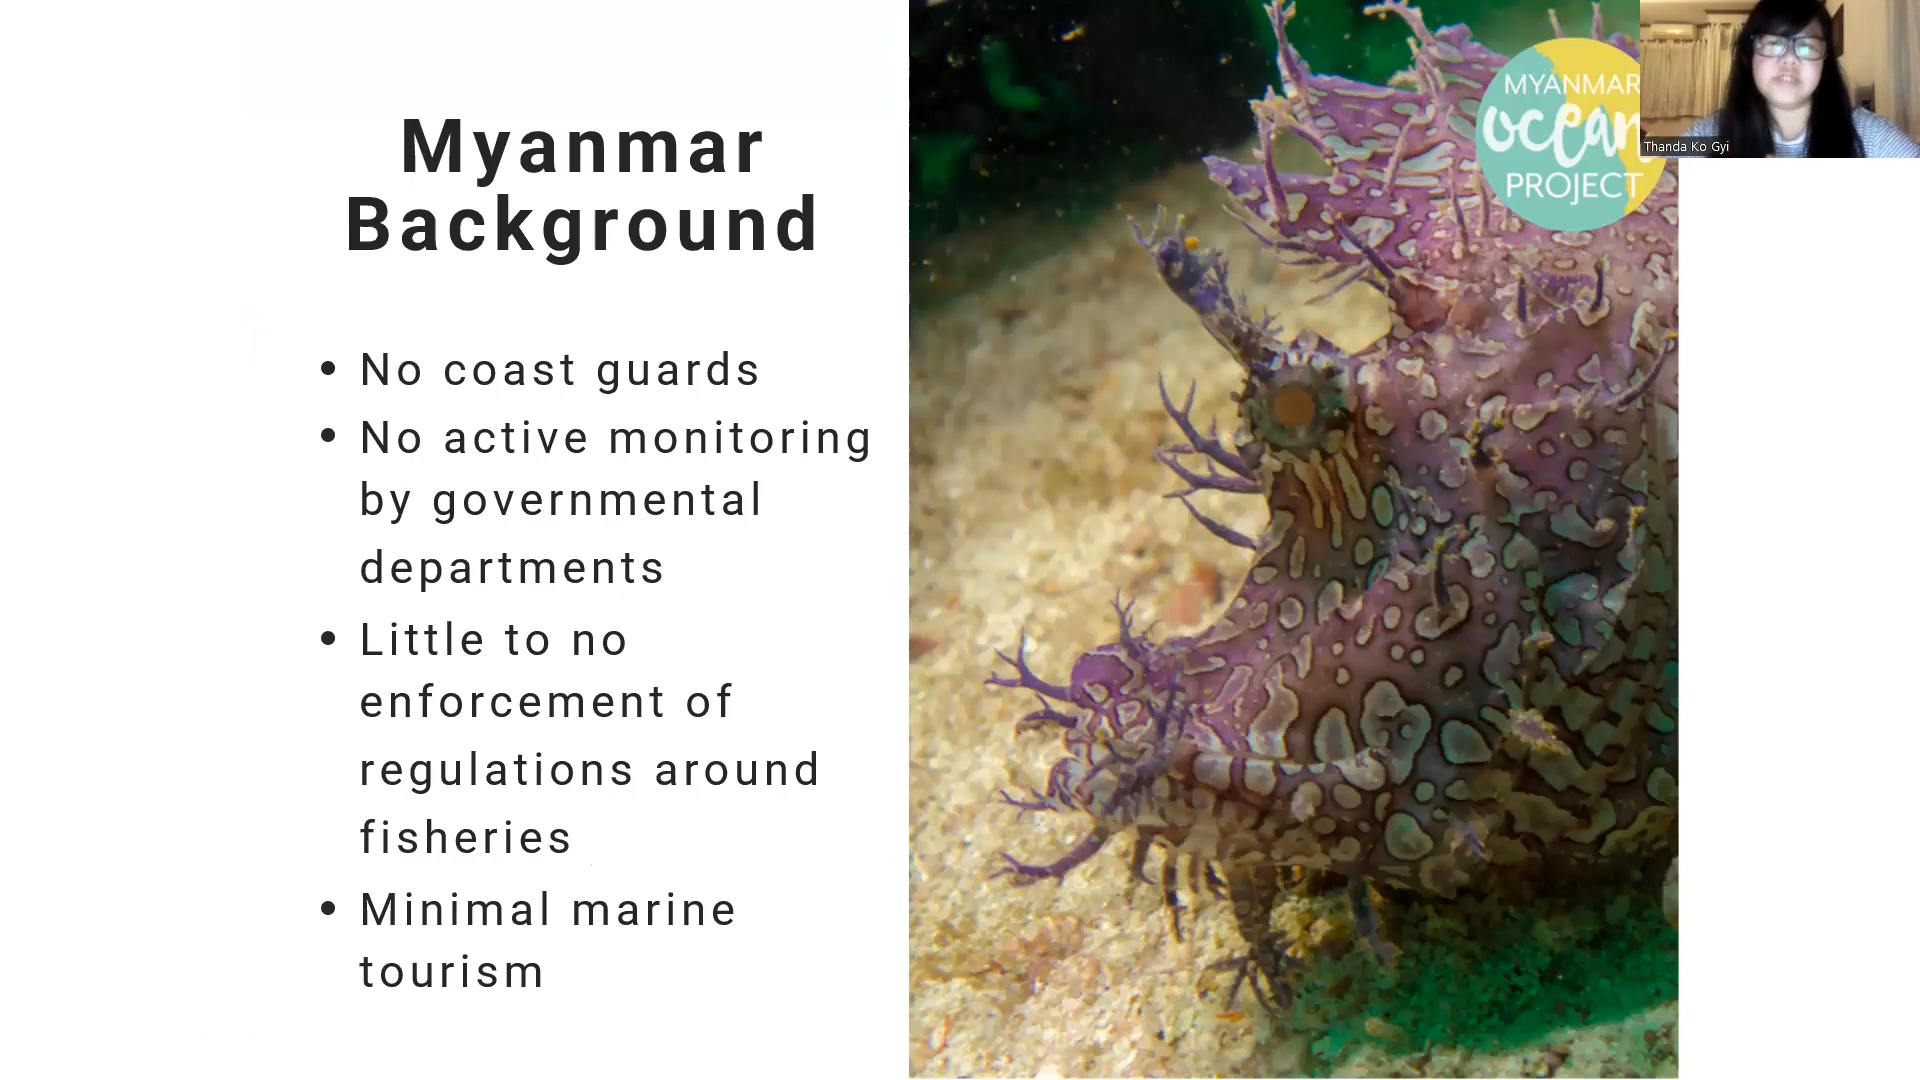 Myanmar
Background
• No coast guards
• No active monitoring
by governmental
departments
• Little to no
enforcement of
regulations around
fisheries
• Minimal marine
tourism
MYANMAR
ocean
PROJECT
Thanda Ko Gyi